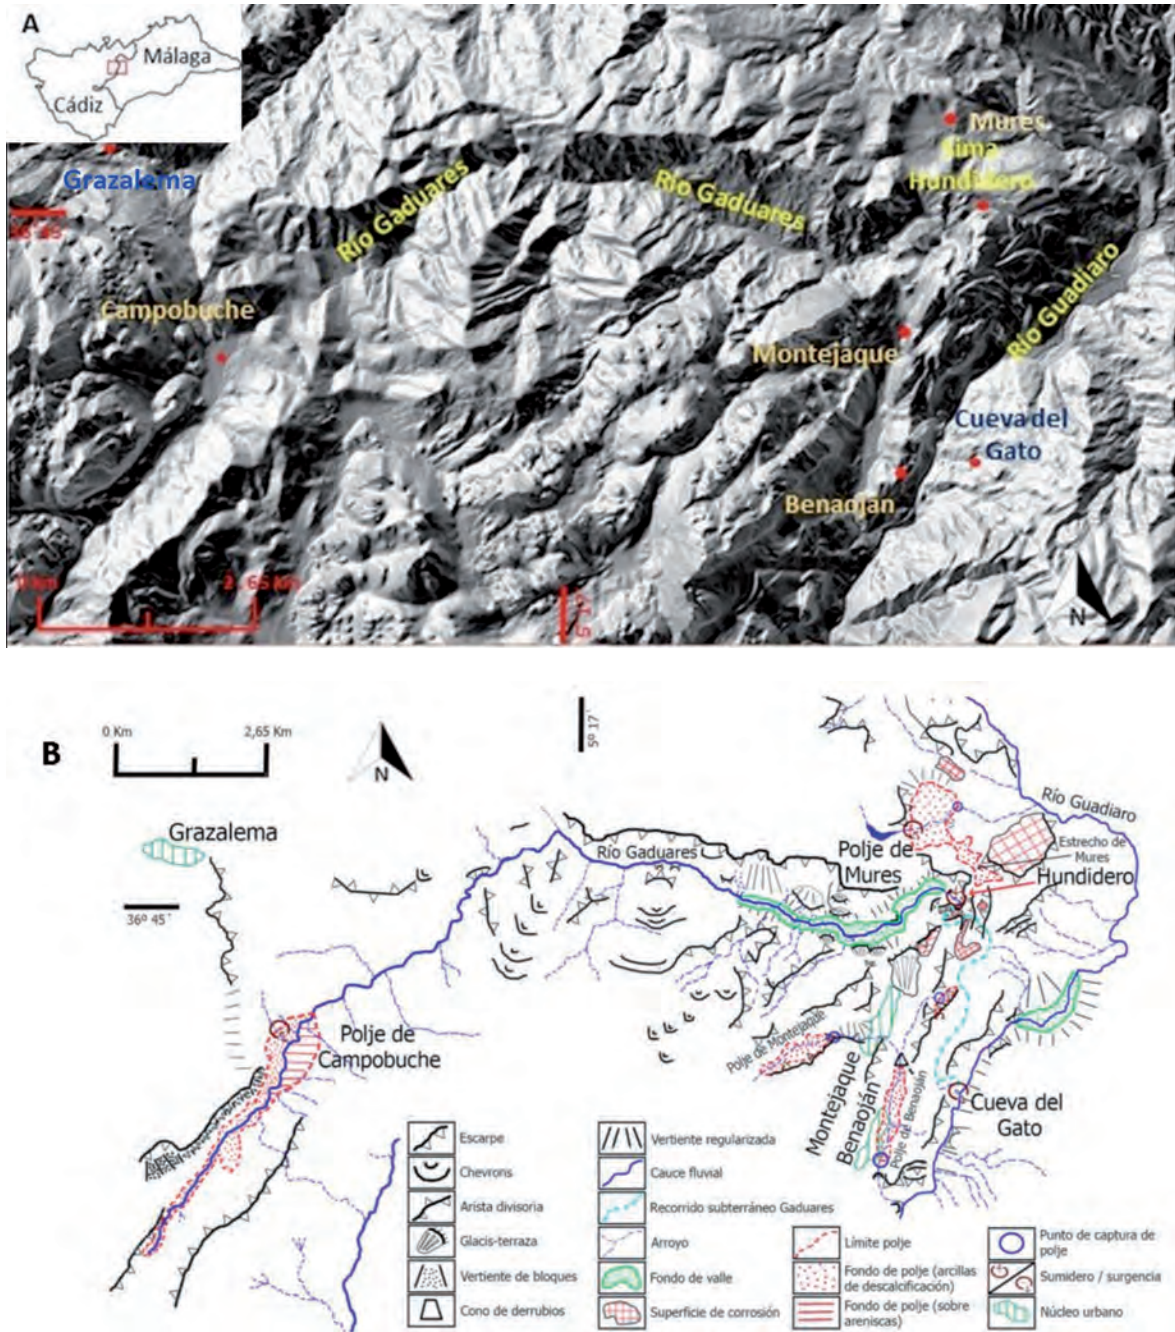 A
Málaga
Cádiz
Grazalema
Río Gaduares
Río Gaduares
Mures
Sima
Hundidero
Campobuche
Montejaque
Río Guadiaro
Cueva del
Gato
Benaoján
0 Km
2,65 Km
5º 17'
N
B
0 Km
2,65 Km
N
5º 17'
Grazalema
36º 45'
Río Gaduares
Río Guadiaro
Polje de
Mures
Estrecho de
Mures
Hundidero
Polje de
Campobuche
Polje de Montejaque
Montejaque
Benaoján
Polje de Benaoján
Cueva del
Gato
Escarpe
Chevrons
Arista divisoria
Glacis-terraza
Vertiente de bloques
Cono de derrubios
Vertiente regularizada
Cauce fluvial
Recorrido subterráneo Gaduares
Arroyo
Fondo de valle
Superficie de corrosión
Límite polje
Fondo de polje (arcillas
de descalcificación)
Fondo de polje (sobre
areniscas)
Punto de captura de
polje
Sumidero / surgencia
Núcleo urbano